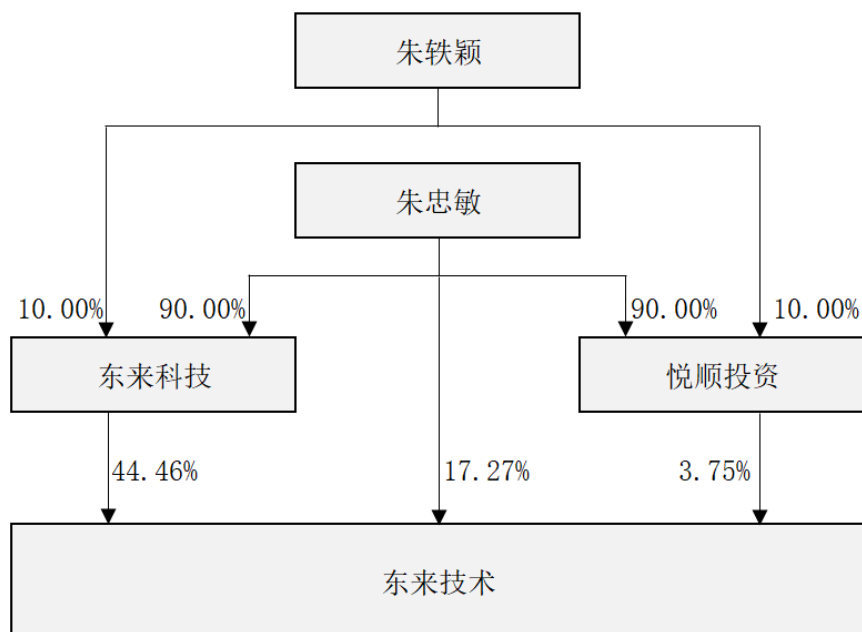 朱轶颖
朱忠敏
10.00%
90.00%
90.00%
10.00%
东来科技
悦顺投资
44.46%
17.27%
3.75%
东来技术